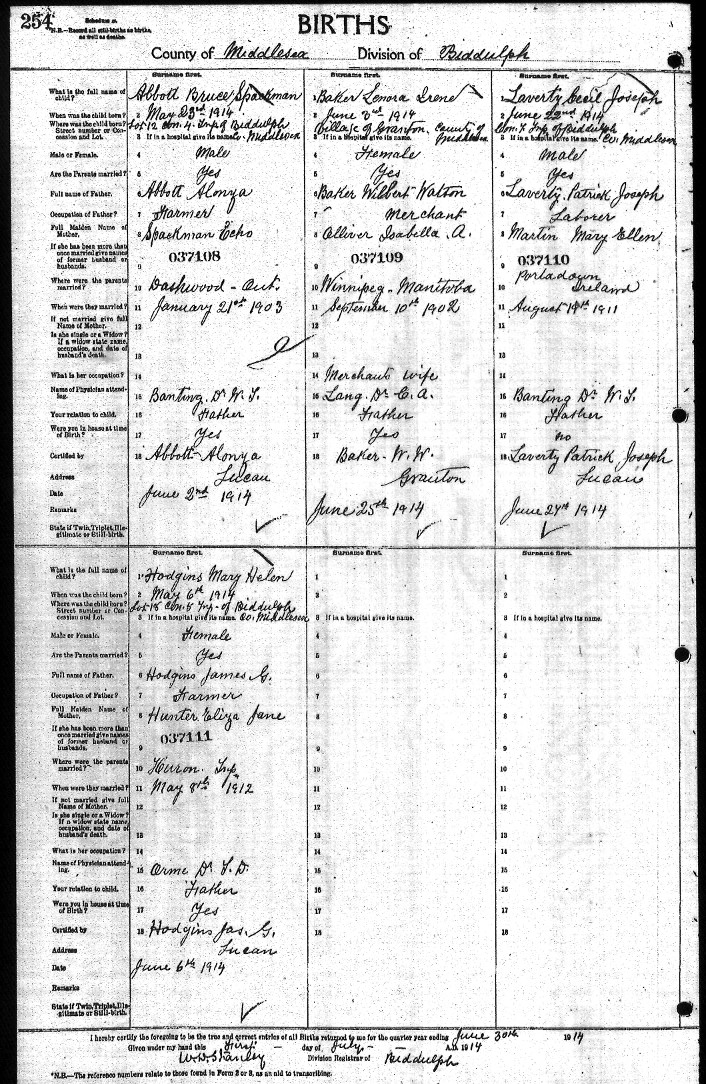 254
Schedule A.
*N.B.—Record all still-births as births, as well as deaths.
BIRTHS
County of Middlesex Division of Biddulph
Surname first.
What is the full name of child?
1 Abbott Bruce Spackman
When was the child born?
2 May 23rd 1914
Where was the child born? Street number or Concession and Lot.
Lot 12 Con. 4. Twp of Biddulph
3 If in a hospital give its name. Co. Middlesex
Male or Female.
4 Male
Are the Parents married?
5 Yes
Full name of Father.
6 Abbott Alonza
Occupation of Father?
7 Farmer
Full Maiden Name of Mother.
8 Spackman Echo
If she has been more than once married give names of former husband or husbands.
9 037108
Where were the parents married?
10 Dashwood - Ont.
When were they married?
11 January 21st 1903
If not married give full Name of Mother.
12
Is she single or a Widow? If a widow state name, occupation, and date of husband's death.
13
What is her occupation?
14
Name of Physician attending.
15 Banting. Dr W. T.
Your relation to child.
16 Father
Were you in house at time of Birth?
17 Yes
Certified by
18 Abbott Alonza
Address
Lucan
Date
June 2nd 1914
Remarks
State if Twin, Triplet, Illegitimate or Still-birth.
Surname first.
1 Baker Lenora Irene
2 June 1914
Village of Granton, County of Middlesex
3 If in a hospital give its name.
4 Female
5 Yes
6 Baker Wilbert Watson
7 Merchant
8 Alliver Isabella A.
9 037109
10 Winnipeg - Manitoba
11 September 10th 1902
12
13
14 Merchants Wife
15 Lang. Dr C. A.
16 Father
17 Yes
18 Baker - W. W.
Granton
June 25th 1914
Surname first.
1 Laverty Cecil Joseph
2 June 22nd 1914
Con. Twp of Biddulph
3 If in a hospital give its name. Co. Middlesex
4 Male
5 Yes
6 Laverty. Patrick Joseph
7 Laborer
8 Martin Mary Ellen
9 037110
10 Portadown Ireland
11 August 1911
12
13
14
15 Banting Dr W. T.
16 Father
17 no
18 Laverty Patrick Joseph
Lucan
June 27th 1914
Surname first.
What is the full name of child?
1 Hodgins Mary Helen
When was the child born?
2 May 6th 1914
Where was the child born? Street number or Concession and Lot.
Lot 18 Con. 5 Twp - of Biddulph
3 If in a hospital give its name. Co. Middlesex
Male or Female.
4 Female
Are the Parents married?
5 Yes
Full name of Father.
6 Hodgins James G.
Occupation of Father?
7 Farmer
Full Maiden Name of Mother.
8 Hunter Eliza Jane
If she has been more than once married give names of former husband or husbands.
9 037111
Where were the parents married?
10 Huron Twp
When were they married?
11 May 8th 1912
If not married give full Name of Mother.
12
Is she single or a Widow? If a widow state name, occupation, and date of husband's death.
13
What is her occupation?
14
Name of Physician attending.
15 Orme Dr T. D.
Your relation to child.
16 Father
Were you in house at time of Birth?
17 Yes
Certified by
18 Hodgins Jas. G.
Address
Lucan
Date
June 6th 1914
Remarks
State if Twin, Triplet, Illegitimate or Still-birth.
Surname first.
1
2
3 If in a hospital give its name.
4
5
6
7
8
9
10
11
12
13
14
15
16
17
18
Surname first.
1
2
3 If in a hospital give its name.
4
5
6
7
8
9
10
11
12
13
14
15
16
17
18
I hereby certify the foregoing to be the true and correct entries of all Births returned to me for the quarter year ending June 30th 1914
Given under my hand this first day of July, A.D. 1914
W. D. Stanley Division Registrar of Biddulph
*N.B.—The reference numbers relate to those found in Form 2 or 3, as an aid to transcribing.